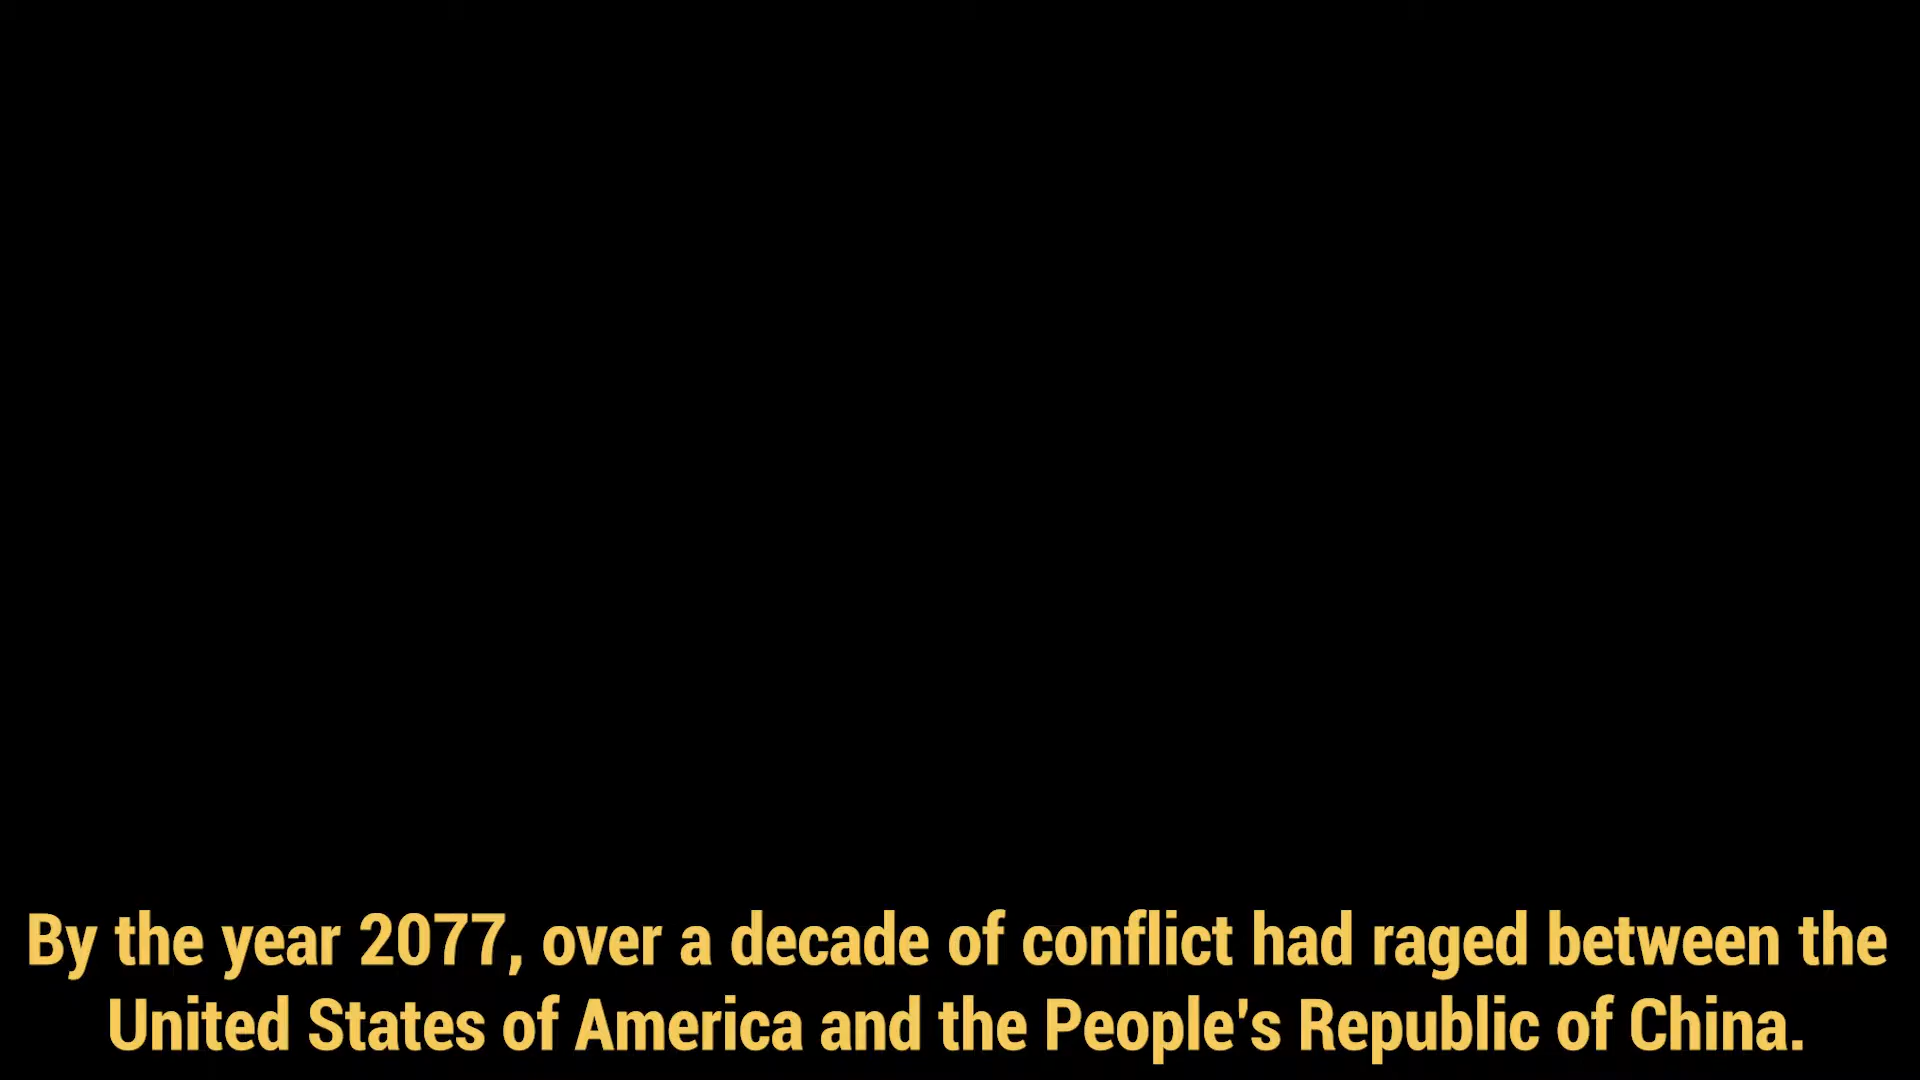 By the year 2077, over a decade of conflict had raged between the
United States of America and the People's Republic of China.